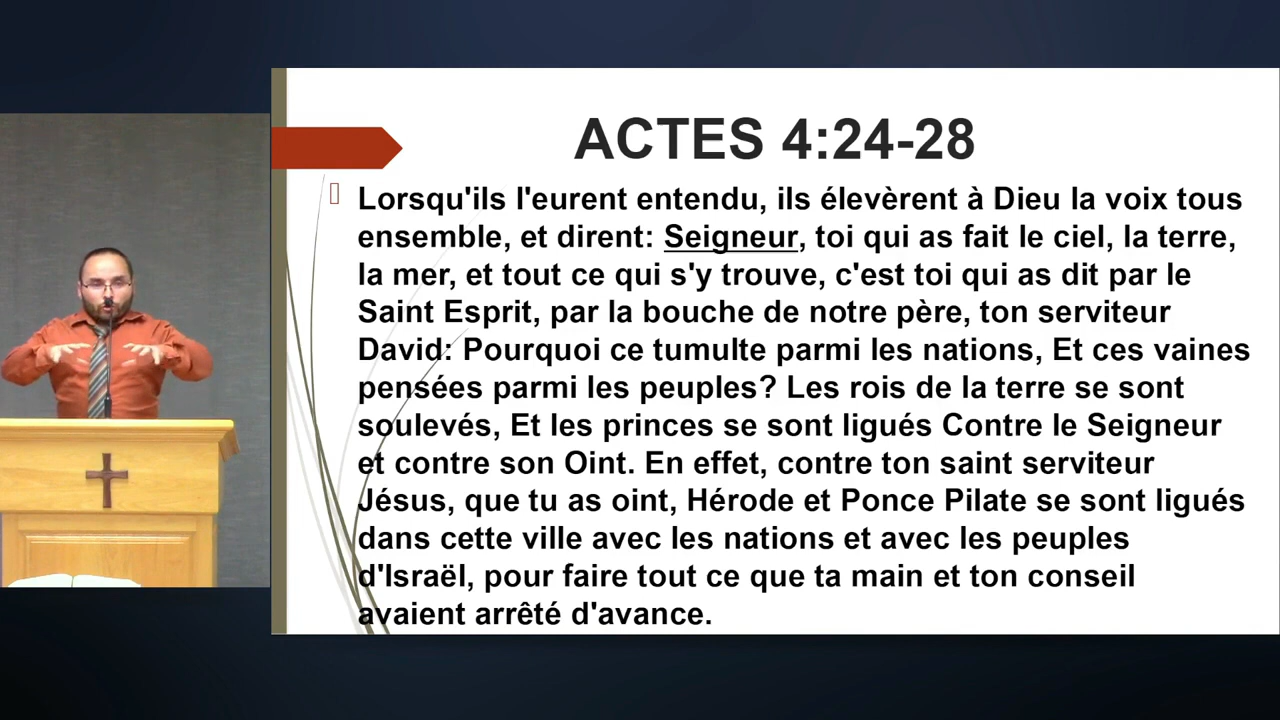 ACTES 4:24-28
Lorsqu'ils l'eurent entendu, ils élevèrent à Dieu la voix tous
ensemble, et dirent: Seigneur, toi qui as fait le ciel, la terre,
la mer, et tout ce qui s'y trouve, c'est toi qui as dit par le
Saint Esprit, par la bouche de notre père, ton serviteur
David: Pourquoi ce tumulte parmi les nations, Et ces vaines
pensées parmi les peuples? Les rois de la terre se sont
soulevés, Et les princes se sont ligués Contre le Seigneur
et contre son Oint. En effet, contre ton saint serviteur
Jésus, que tu as oint, Hérode et Ponce Pilate se sont ligués
dans cette ville avec les nations et avec les peuples
d'Israël, pour faire tout ce que ta main et ton conseil
avaient arrêté d'avance.